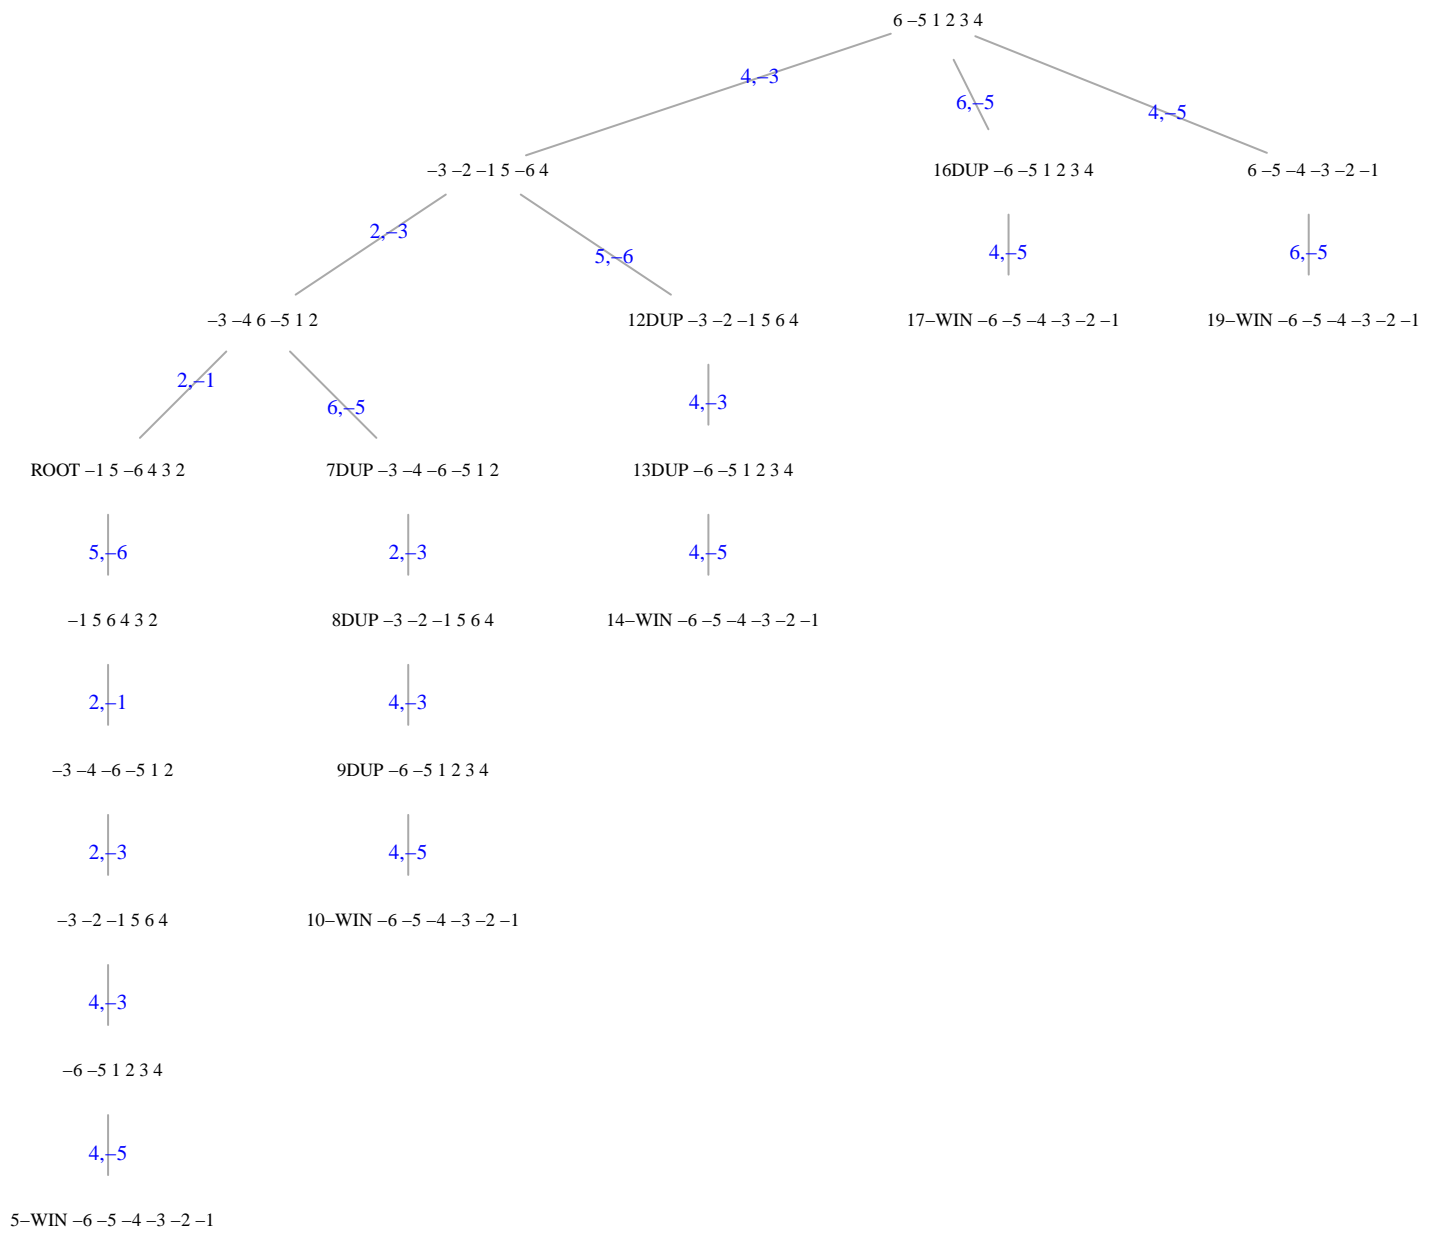 6 –5 1 2 3 4
4,–3
6,–5
4,–5
–3 –2 –1 5 –6 4
16DUP –6 –5 1 2 3 4
6 –5 –4 –3 –2 –1
2,–3
5,–6
4,–5
6,–5
–3 –4 6 –5 1 2
12DUP –3 –2 –1 5 6 4
17–WIN –6 –5 –4 –3 –2 –1
19–WIN –6 –5 –4 –3 –2 –1
2,–1
6,–5
4,–3
ROOT –1 5 –6 4 3 2
7DUP –3 –4 –6 –5 1 2
13DUP –6 –5 1 2 3 4
5,–6
2,–3
4,–5
–1 5 6 4 3 2
8DUP –3 –2 –1 5 6 4
14–WIN –6 –5 –4 –3 –2 –1
2,–1
4,–3
–3 –4 –6 –5 1 2
9DUP –6 –5 1 2 3 4
2,–3
4,–5
–3 –2 –1 5 6 4
10–WIN –6 –5 –4 –3 –2 –1
4,–3
–6 –5 1 2 3 4
4,–5
5–WIN –6 –5 –4 –3 –2 –1